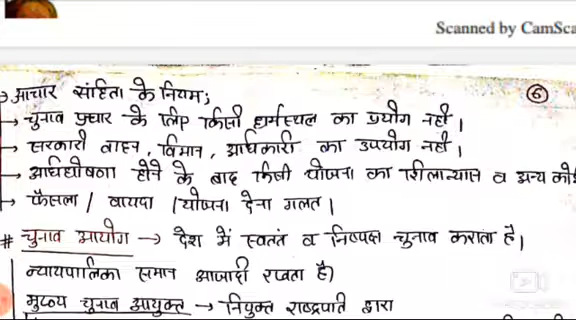 Scanned by CamSca
→ आचार संहिता के नियम;
⑥
→ चुनाव प्रचार के लिए किसी धर्मस्थल का प्रयोग नही।
→ सरकारी वाहन, विमान, अधिकारी का उपयोग नही।
→ अधिघोषणा होने के बाद किसी योजना का शिलान्यास व अन्य कोई
→ फैसला / वायदा / योजना देना गलत।
# चुनाव आयोग → देश में स्वतंत्र व निष्पक्ष चुनाव कराता है।
न्यायपालिका समान आजादी रखता है)
मुख्य चुनाव आयुक्त → नियुक्त राष्ट्रपति द्वारा